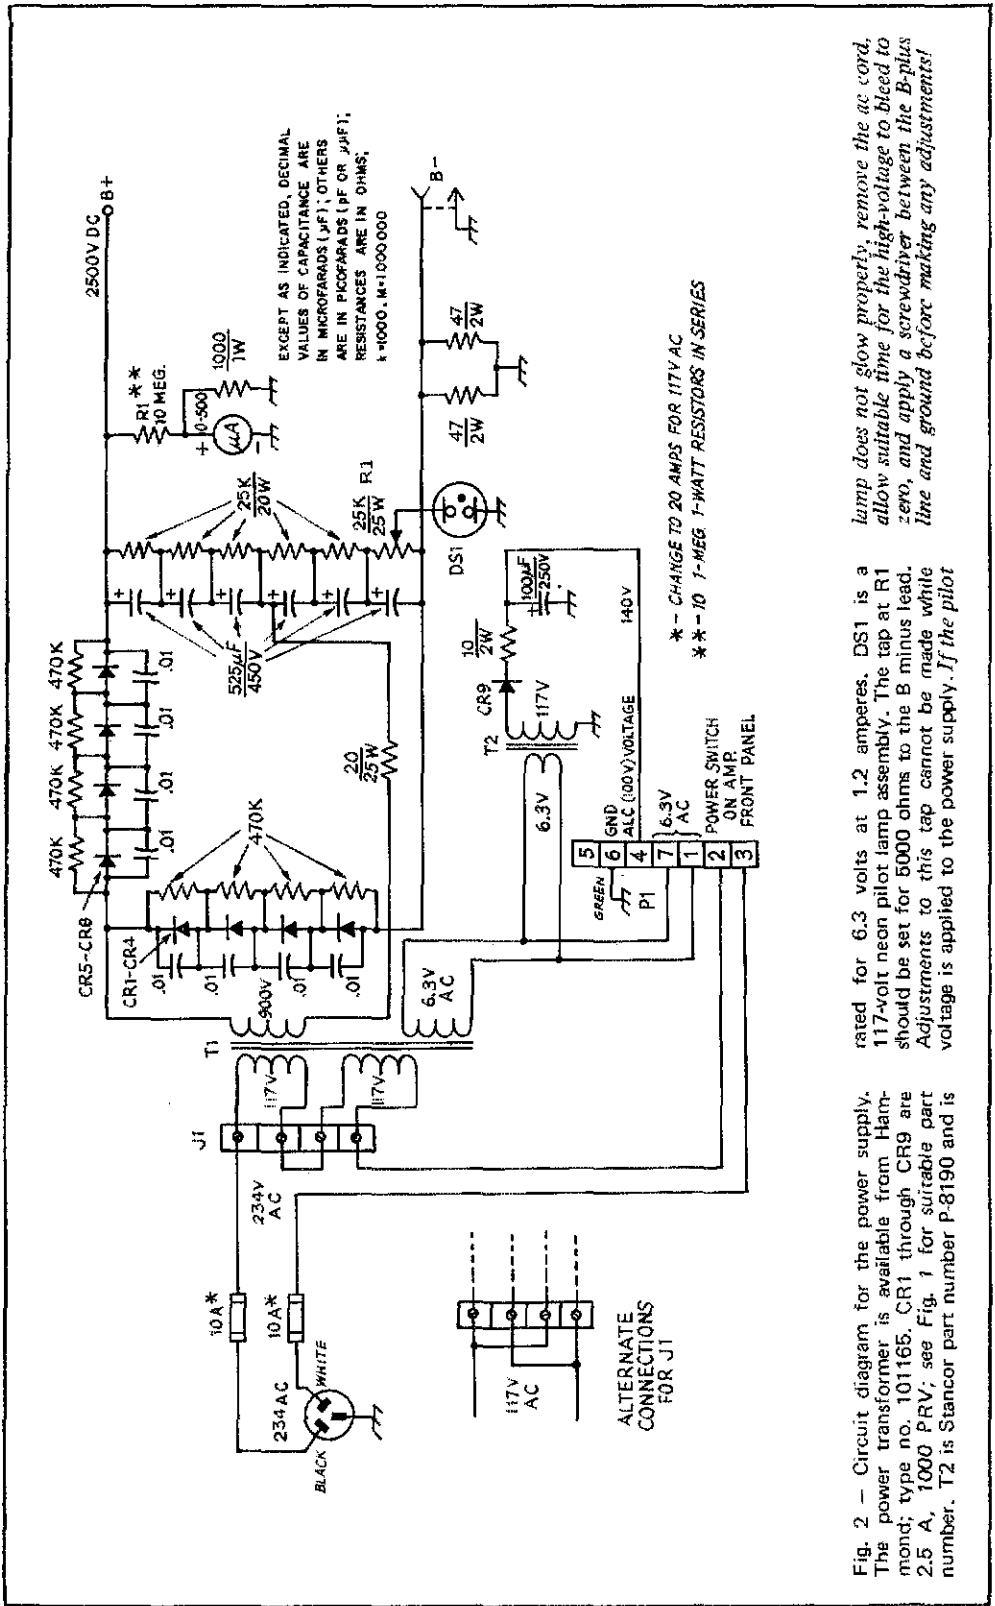 2500V DC
B+
R1**
10 MEG.
+
0-500
μA
-
1000
1W
EXCEPT AS INDICATED, DECIMAL
VALUES OF CAPACITANCE ARE
IN MICROFARADS (μF); OTHERS
ARE IN PICOFARADS (pF OR μμF);
RESISTANCES ARE IN OHMS;
k=1000, M=1000000
B-
470K
470K
470K
470K
.01
.01
.01
.01
CR5-CR8
CR1-CR4
.01
.01
.01
.01
470K
25K
20W
25K
25W
R1
+
+
+
+
+
+
525μF
450V
20
25W
47
2W
47
2W
DS1
T1
900V
6.3V
AC
117V
117V
J1
234V
AC
10A*
10A*
234AC
WHITE
BLACK
T2
6.3V
117V
CR9
10
2W
+
100μF
250V
140V
GREEN
P1
5
6
4
7
1
2
3
GND
ALC (100V) VOLTAGE
6.3V
AC
POWER SWITCH
ON AMP.
FRONT PANEL
*- CHANGE TO 20 AMPS FOR 117V AC
**- 10 1-MEG. 1-WATT RESISTORS IN SERIES
117V
AC
ALTERNATE
CONNECTIONS
FOR J1
Fig. 2 — Circuit diagram for the power supply.
The power transformer is available from Ham-
mond; type no. 101165. CR1 through CR9 are
2.5 A, 1000 PRV; see Fig. 1 for suitable part
number. T2 is Stancor part number P-8190 and is
rated for 6.3 volts at 1.2 amperes. DS1 is a
117-volt neon pilot lamp assembly. The tap at R1
should be set for 5000 ohms to the B minus lead.
Adjustments to this tap cannot be made while
voltage is applied to the power supply. If the pilot
lamp does not glow properly, remove the ac cord,
allow suitable time for the high-voltage to bleed to
zero, and apply a screwdriver between the B-plus
line and ground before making any adjustments!